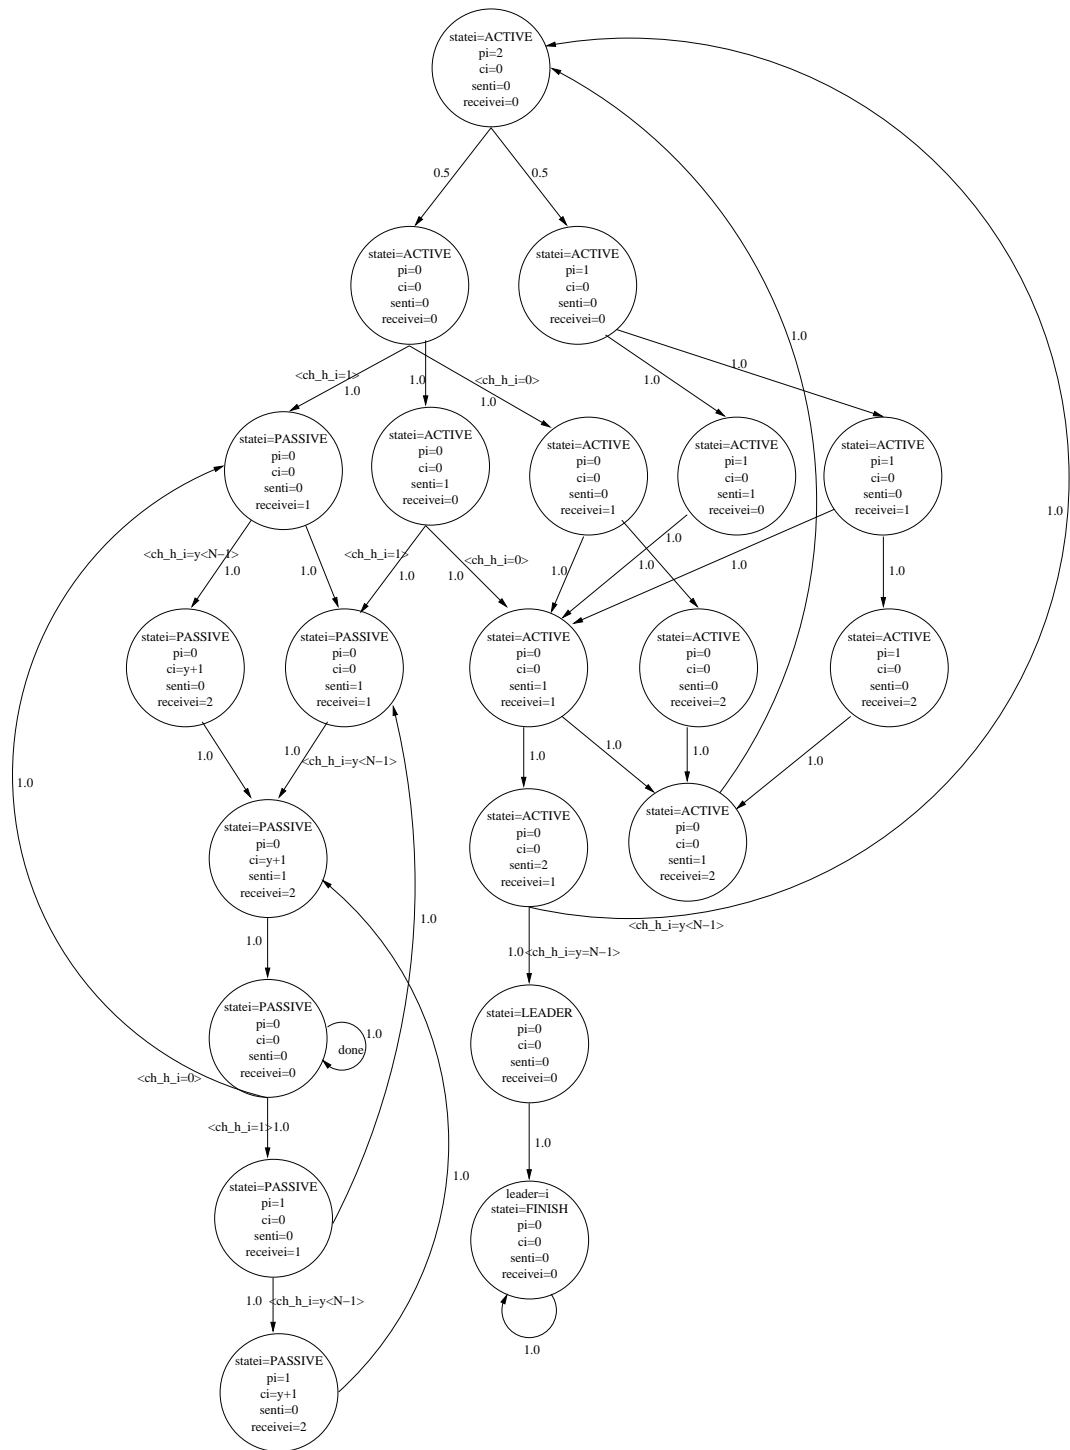 statei=ACTIVE
pi=2
ci=0
senti=0
receivei=0
0.5
0.5
statei=ACTIVE
pi=0
ci=0
senti=0
receivei=0
statei=ACTIVE
pi=1
ci=0
senti=0
receivei=0
1.0
<ch_h_i=1>
1.0
1.0
<ch_h_i=0>
1.0
1.0
1.0
statei=PASSIVE
pi=0
ci=0
senti=0
receivei=1
statei=ACTIVE
pi=0
ci=0
senti=1
receivei=0
statei=ACTIVE
pi=0
ci=0
senti=0
receivei=1
statei=ACTIVE
pi=1
ci=0
senti=1
receivei=0
statei=ACTIVE
pi=1
ci=0
senti=0
receivei=1
1.0
<ch_h_i=y<N−1>
1.0
1.0
<ch_h_i=1>
1.0
<ch_h_i=0>
1.0
1.0
1.0
1.0
1.0
1.0
statei=PASSIVE
pi=0
ci=y+1
senti=0
receivei=2
statei=PASSIVE
pi=0
ci=0
senti=1
receivei=1
statei=ACTIVE
pi=0
ci=0
senti=1
receivei=1
statei=ACTIVE
pi=0
ci=0
senti=0
receivei=2
statei=ACTIVE
pi=1
ci=0
senti=0
receivei=2
1.0
1.0
1.0
<ch_h_i=y<N−1>
1.0
1.0
1.0
1.0
statei=PASSIVE
pi=0
ci=y+1
senti=1
receivei=2
statei=ACTIVE
pi=0
ci=0
senti=2
receivei=1
statei=ACTIVE
pi=0
ci=0
senti=1
receivei=2
1.0
1.0
1.0<ch_h_i=y=N−1>
<ch_h_i=y<N−1>
statei=PASSIVE
pi=0
ci=0
senti=0
receivei=0
1.0
done
statei=LEADER
pi=0
ci=0
senti=0
receivei=0
<ch_h_i=0>
<ch_h_i=1>1.0
1.0
1.0
statei=PASSIVE
pi=1
ci=0
senti=0
receivei=1
leader=i
statei=FINISH
pi=0
ci=0
senti=0
receivei=0
1.0 <ch_h_i=y<N−1>
1.0
statei=PASSIVE
pi=1
ci=y+1
senti=0
receivei=2